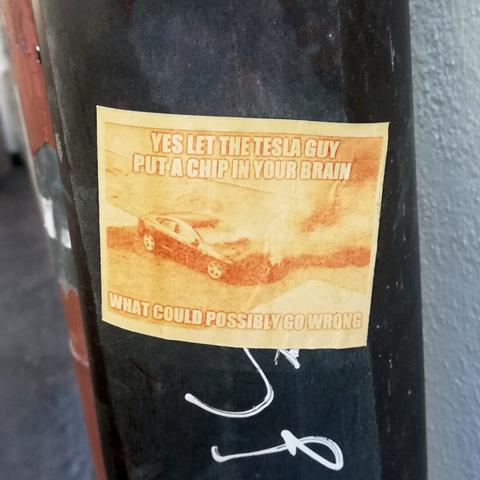 YES LET THE TESLA GUY
PUT A CHIP IN YOUR BRAIN
WHAT COULD POSSIBLY GO WRONG